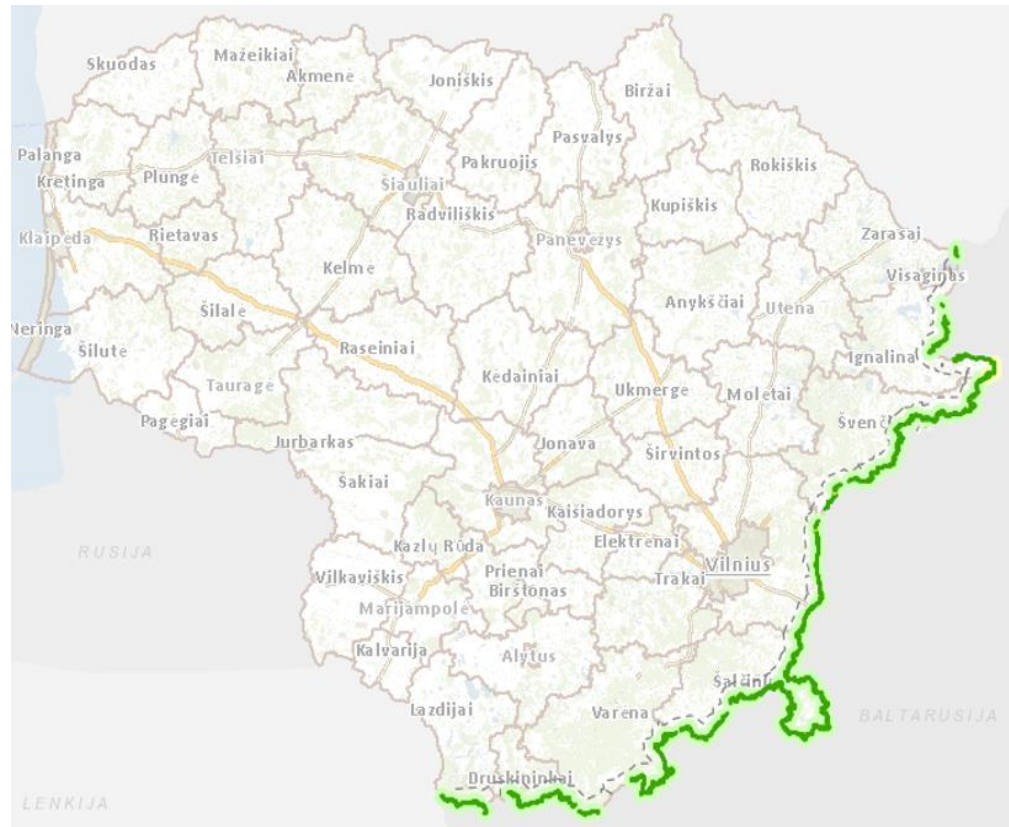 Skuodas
Mažeikiai
Akmenė
Joniškis
Biržai
Pasvalys
Palanga
Kretinga
Plungė
Telšiai
Šiauliai
Pakruojis
Rokiškis
Radviliškis
Kupiškis
Klaipėda
Rietavas
Panevėžys
Zarasai
Visaginas
Kelmė
Anykščiai
Utena
Neringa
Šilutė
Šilalė
Raseiniai
Ignalina
Tauragė
Kėdainiai
Ukmergė
Molėtai
Pagėgiai
Švenč
Jurbarkas
Jonava
Širvintos
Šakiai
Kaunas
Kaišiadorys
RUSIJA
Kazlų Rūda
Elektrėnai
Vilnius
Vilkaviškis
Prienai
Birštonas
Trakai
Marijampolė
Kalvarija
Alytus
Šalčinin
Lazdijai
Varėna
BALTARUSIJA
Druskininkai
LENKIJA